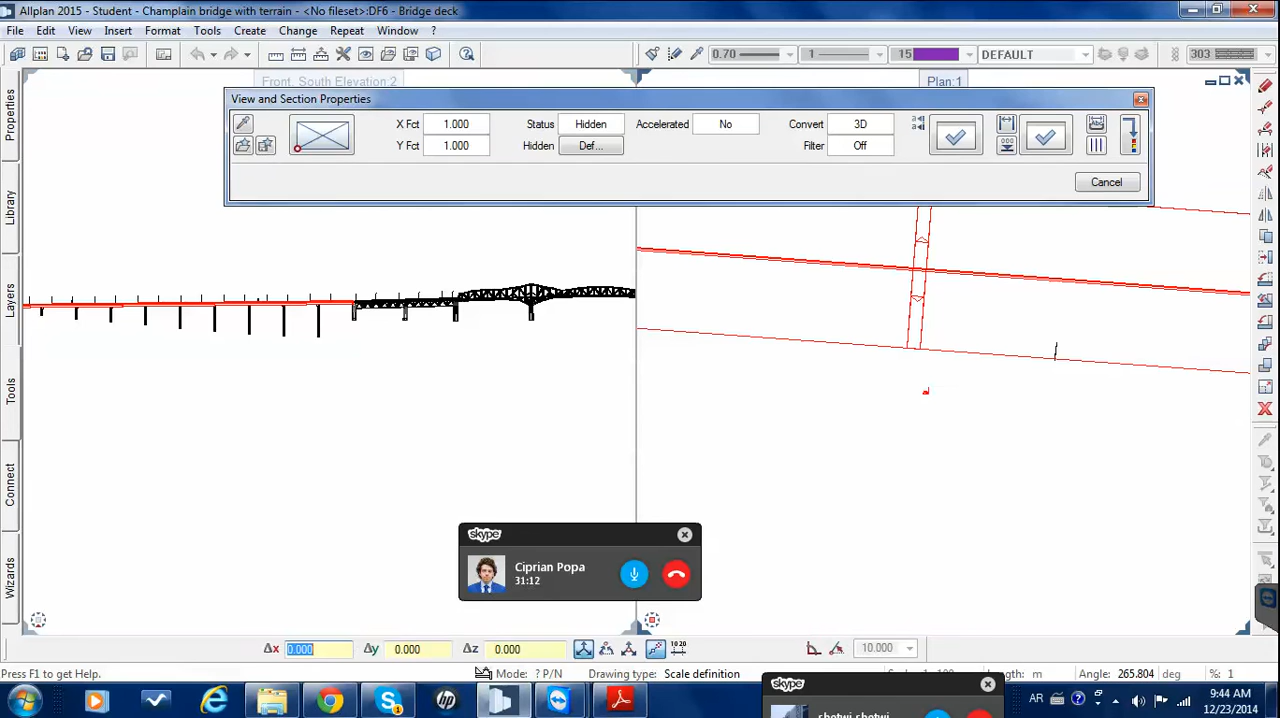 Allplan 2015 - Student - Champlain bridge with terrain - <No fileset>:DF6 - Bridge deck
File Edit View Insert Format Tools Create Change Repeat Window ?
0.70 1 15 DEFAULT 303
Front, South Elevation:2
Plan:1
View and Section Properties
X Fct 1.000 Status Hidden Accelerated No Convert 3D
Y Fct 1.000 Hidden Def... Filter Off
Cancel
Properties
Library
Layers
Tools
Connect
Wizards
skype
Ciprian Popa
31:12
Δx 0.000 Δy 0.000 Δz 0.000 10.000
Press F1 to get Help. Mode: ? P/N Drawing type: Scale definition Length: m Angle: 265.804 deg %: 1
skype
AR
9:44 AM
12/23/2014